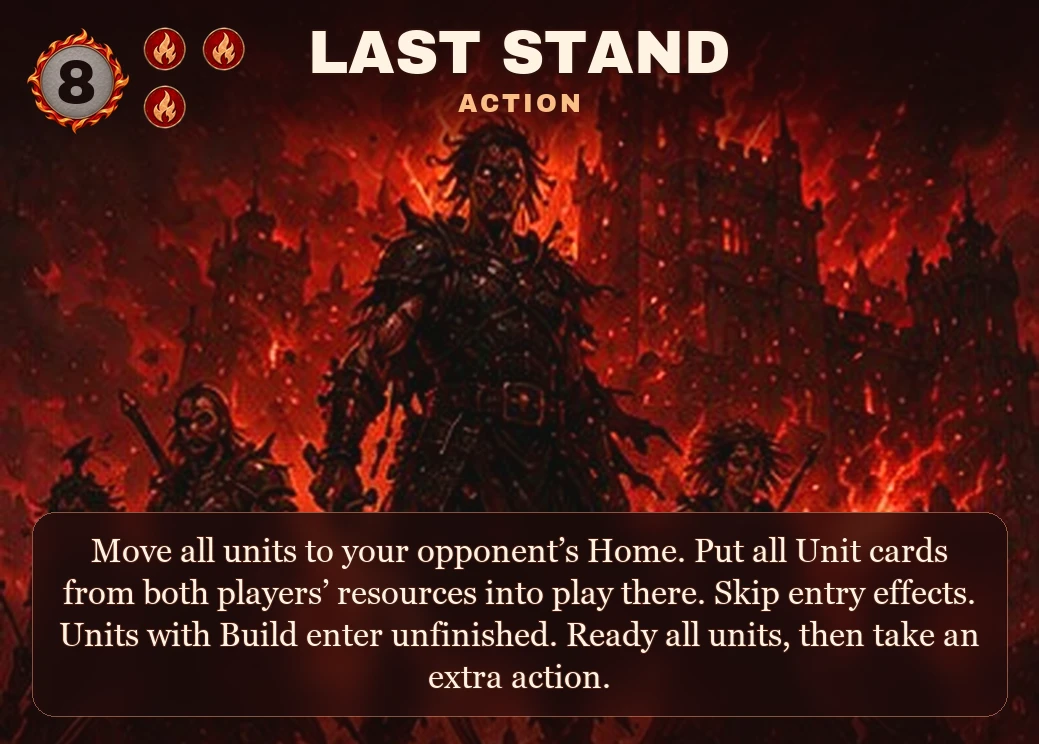 8
LAST STAND
ACTION
Move all units to your opponent’s Home. Put all Unit cards
from both players’ resources into play there. Skip entry effects.
Units with Build enter unfinished. Ready all units, then take an
extra action.